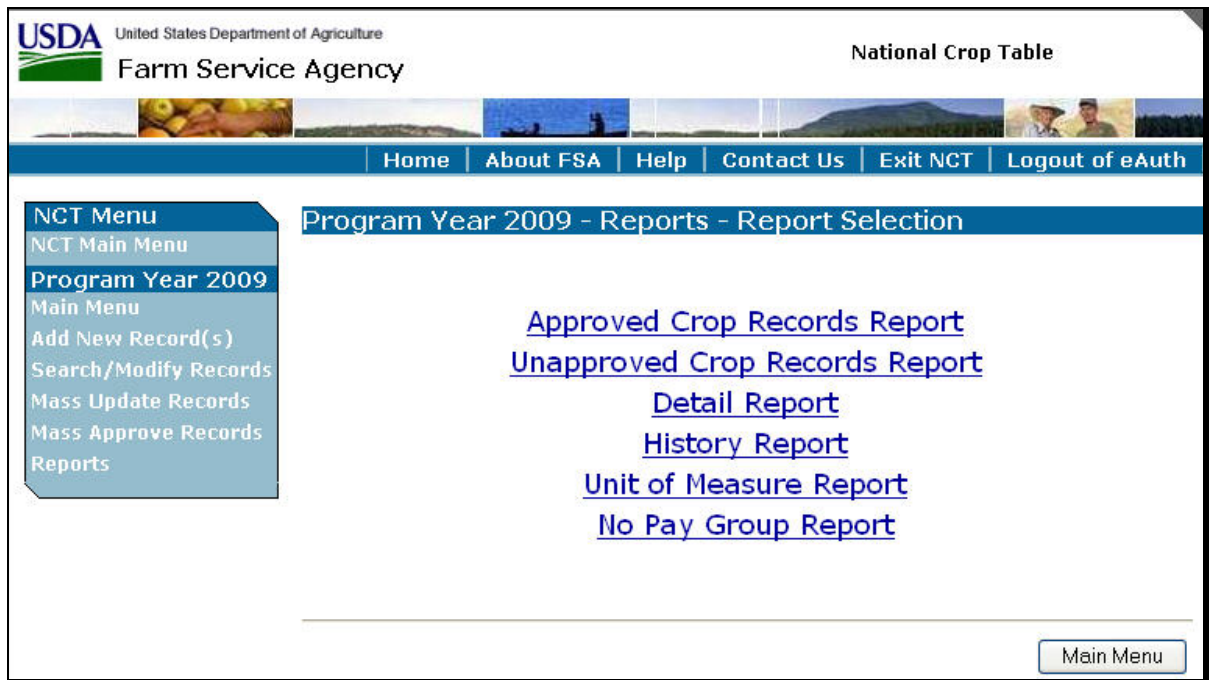 USDA United States Department of Agriculture
Farm Service Agency
National Crop Table
Home About FSA Help Contact Us Exit NCT Logout of eAuth
NCT Menu
NCT Main Menu
Program Year 2009
Main Menu
Add New Record(s)
Search/Modify Records
Mass Update Records
Mass Approve Records
Reports
Program Year 2009 - Reports - Report Selection
Approved Crop Records Report
Unapproved Crop Records Report
Detail Report
History Report
Unit of Measure Report
No Pay Group Report
Main Menu